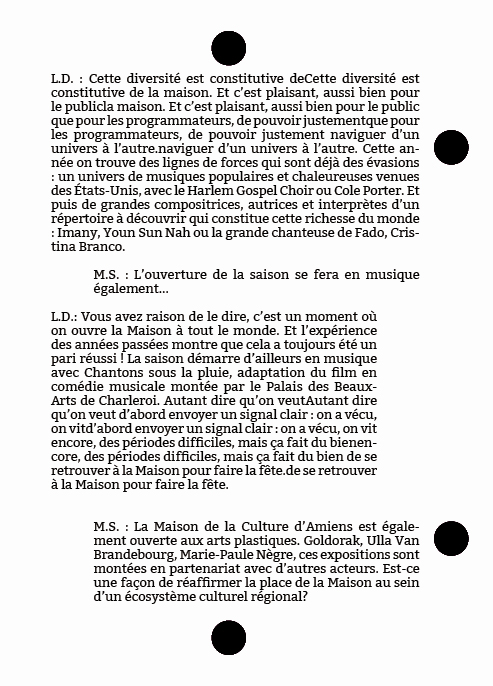 L.D. : Cette diversité est constitutive deCette diversité est
constitutive de la maison. Et c’est plaisant, aussi bien pour
le publicla maison. Et c’est plaisant, aussi bien pour le public
que pour les programmateurs, de pouvoir justementque pour
les programmateurs, de pouvoir justement naviguer d’un
univers à l’autre.naviguer d’un univers à l’autre. Cette an-
née on trouve des lignes de forces qui sont déjà des évasions
: un univers de musiques populaires et chaleureuses venues
des États-Unis, avec le Harlem Gospel Choir ou Cole Porter. Et
puis de grandes compositrices, autrices et interprètes d’un
répertoire à découvrir qui constitue cette richesse du monde
: Imany, Youn Sun Nah ou la grande chanteuse de Fado, Cris-
tina Branco.
M.S. : L’ouverture de la saison se fera en musique
également...
L.D.: Vous avez raison de le dire, c’est un moment où
on ouvre la Maison à tout le monde. Et l’expérience
des années passées montre que cela a toujours été un
pari réussi ! La saison démarre d’ailleurs en musique
avec Chantons sous la pluie, adaptation du film en
comédie musicale montée par le Palais des Beaux-
Arts de Charleroi. Autant dire qu’on veutAutant dire
qu’on veut d’abord envoyer un signal clair : on a vécu,
on vitd’abord envoyer un signal clair : on a vécu, on vit
encore, des périodes difficiles, mais ça fait du bienen-
core, des périodes difficiles, mais ça fait du bien de se
retrouver à la Maison pour faire la fête.de se retrouver
à la Maison pour faire la fête.
M.S. : La Maison de la Culture d’Amiens est égale-
ment ouverte aux arts plastiques. Goldorak, Ulla Van
Brandebourg, Marie-Paule Nègre, ces expositions sont
montées en partenariat avec d’autres acteurs. Est-ce
une façon de réaffirmer la place de la Maison au sein
d’un écosystème culturel régional?